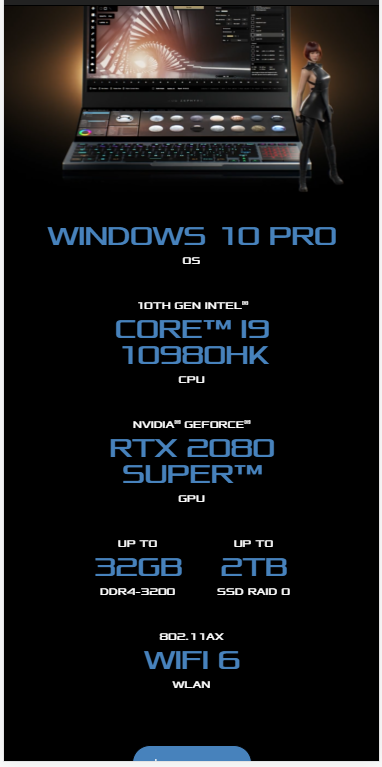 WINDOWS 10 PRO
OS
10TH GEN INTEL®
CORE™ I9
10980HK
CPU
NVIDIA® GEFORCE®
RTX 2080
SUPER™
GPU
UP TO UP TO
32GB 2TB
DDR4-3200 SSD RAID 0
802.11AX
WIFI 6
WLAN